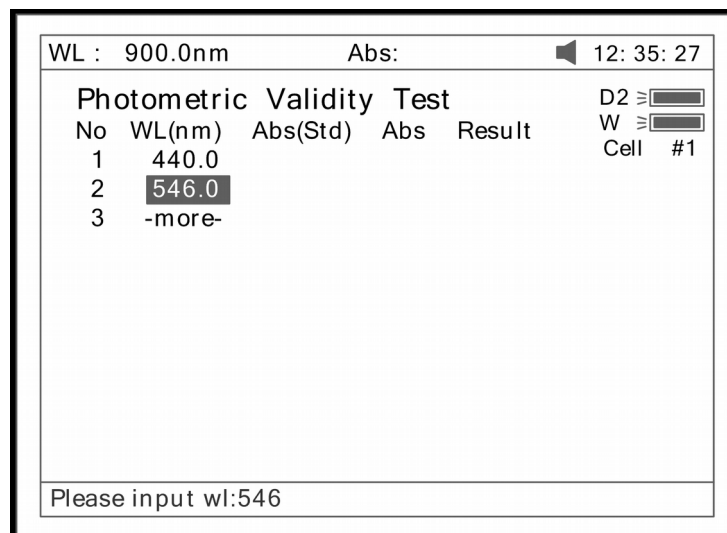 WL : 900.0nm Abs: 12: 35: 27
Photometric Validity Test
D2
No WL(nm) Abs(Std) Abs Result
W
1 440.0
Cell #1
2 546.0
3 -more-
Please input wl:546